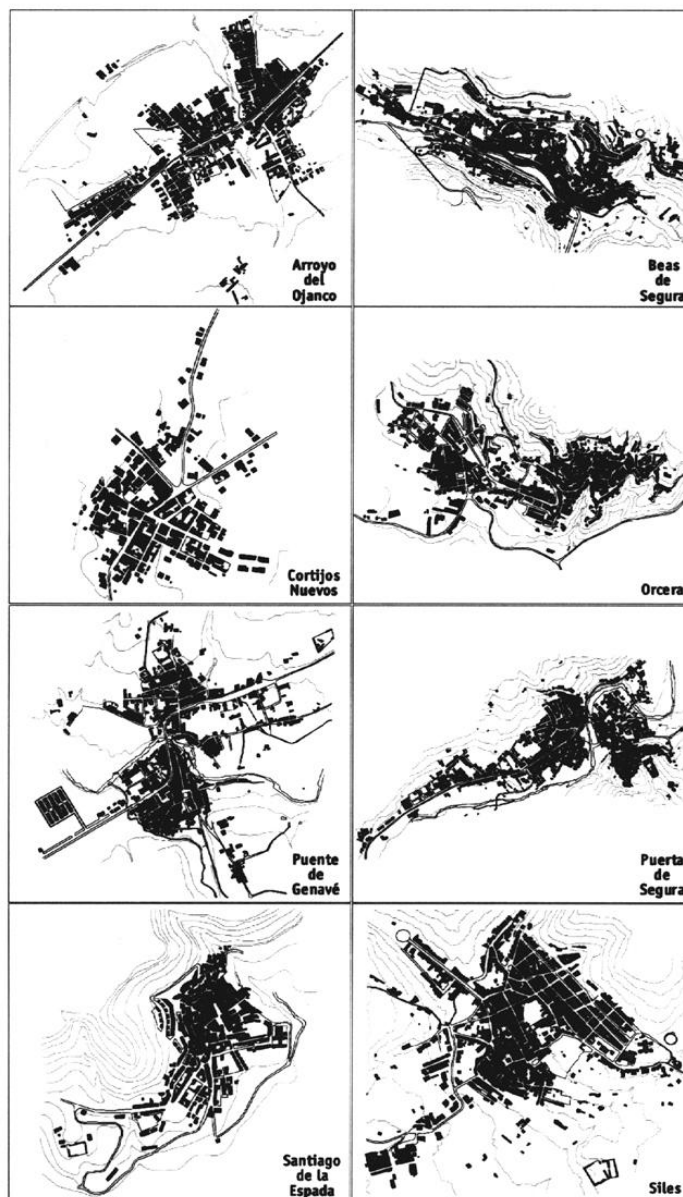 Arroyo
del
Ojanco
Beas
de
Segura
Cortijos
Nuevos
Orcera
Puente
de
Genavé
Puerta
de
Segura
Santiago
de la
Espada
Siles